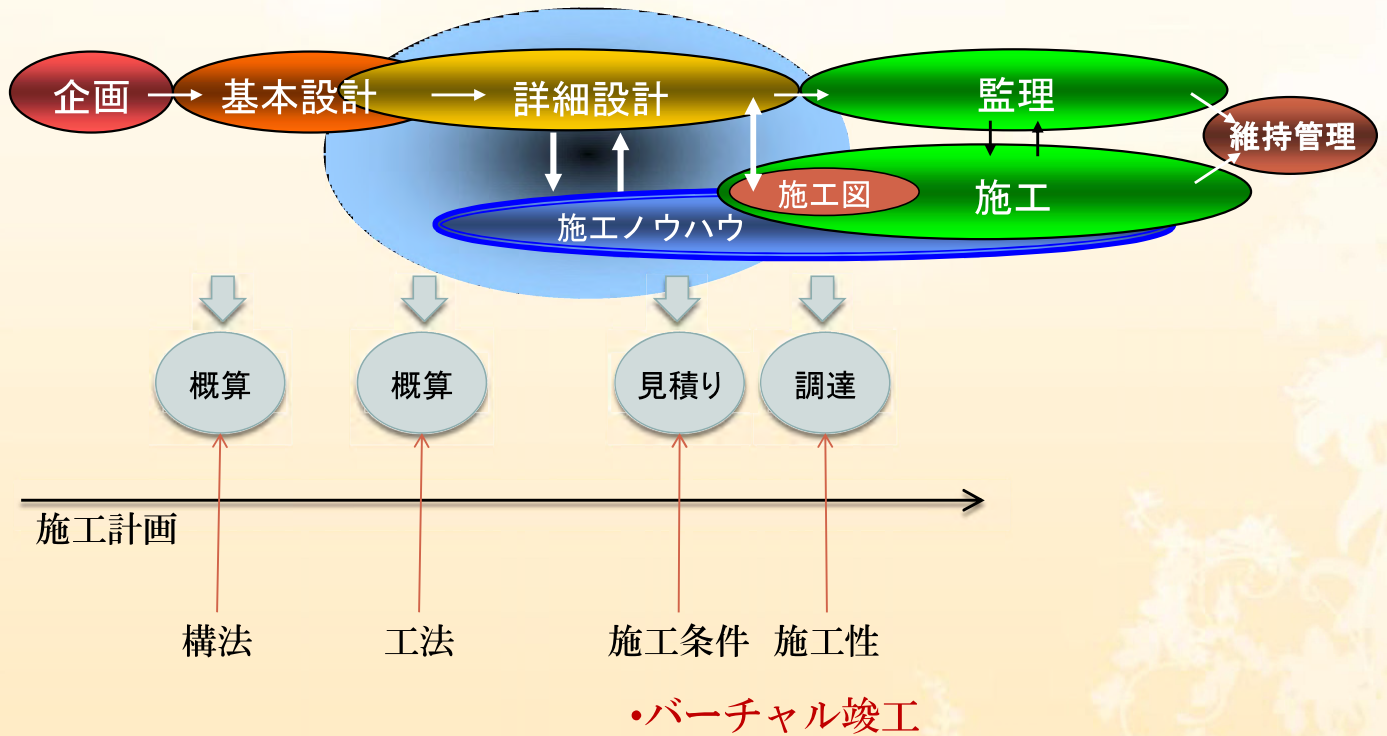 企画
基本設計
詳細設計
監理
維持管理
施工図
施工
施工ノウハウ
概算
概算
見積り
調達
施工計画
構法
工法
施工条件
施工性
•バーチャル竣工